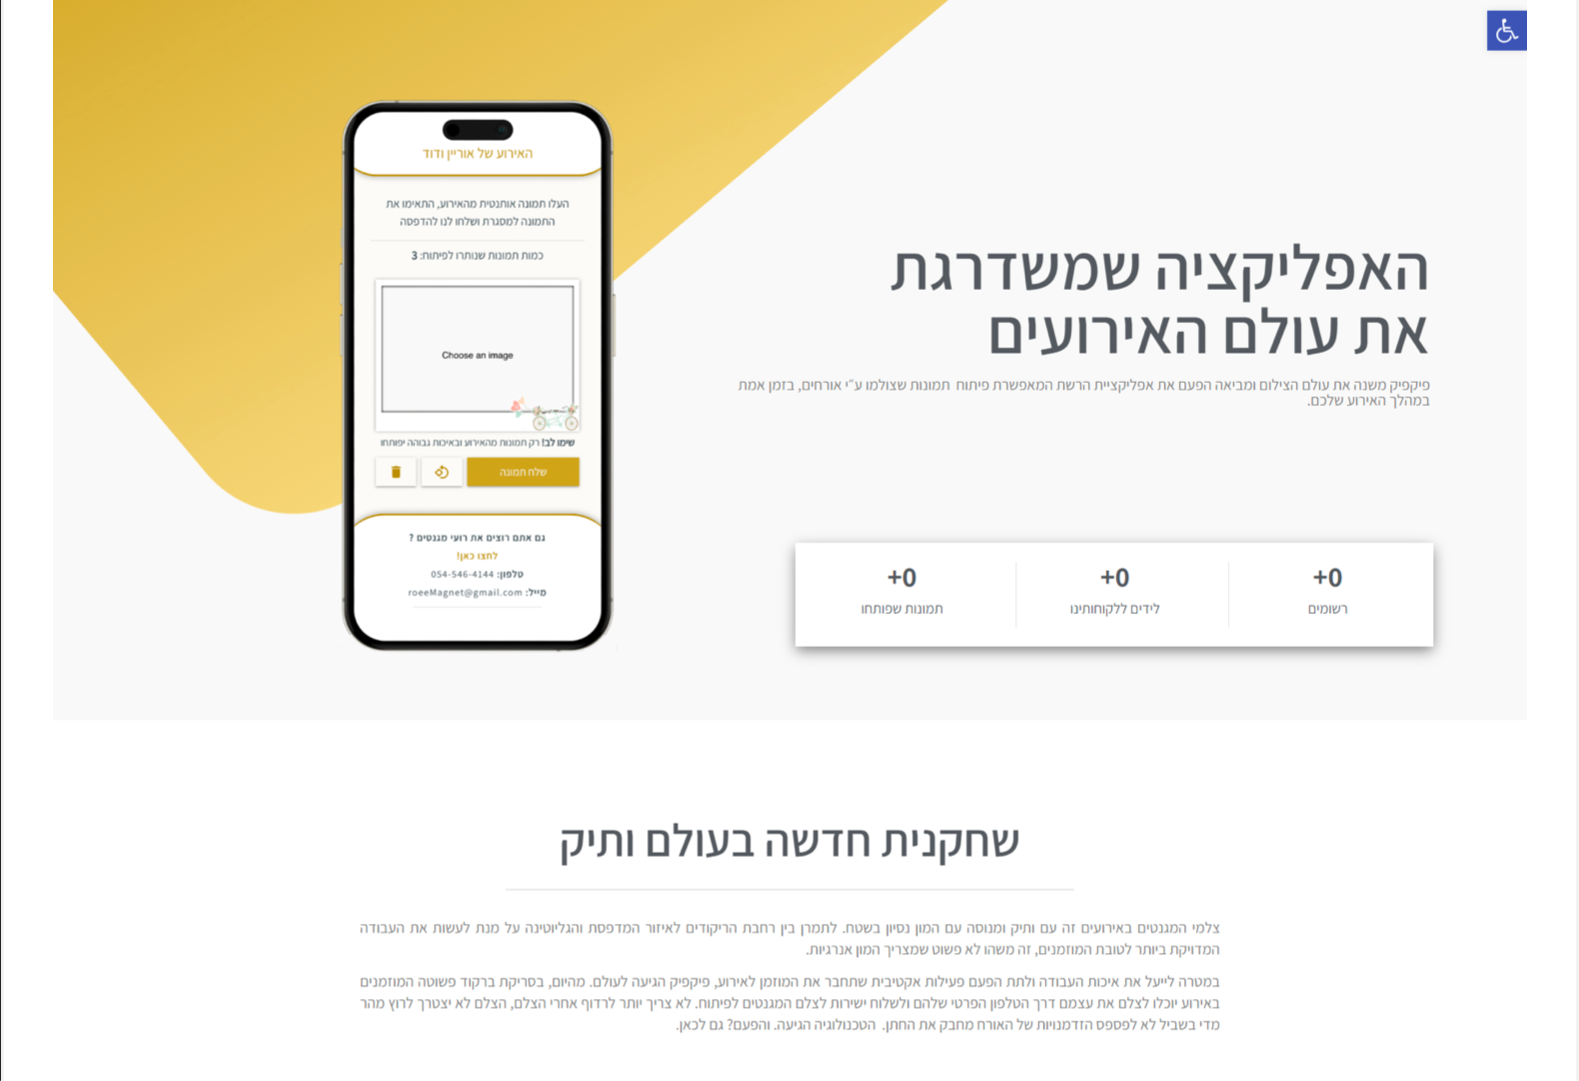 האפליקציה שמשדרגת
את עולם האירועים
פיקפיק משנה את עולם הצילום ומביאה הפעם את אפליקציית הרשת המאפשרת פיתוח תמונות שצולמו ע״י אורחים, בזמן אמת
במהלך האירוע שלכם.
+0
רשומים
+0
לידים ללקוחותינו
+0
תמונות שפותחו
האירוע של אוריין ודוד
העלו תמונה אותנטית מהאירוע, התאימו את
התמונה למסגרת ושלחו לנו להדפסה
כמות תמונות שנותרו לפיתוח: 3
Choose an image
שימו לב! רק תמונות מהאירוע ובאיכות גבוהה יפותחו
שלח תמונה
גם אתם רוצים את רועי מגנטים ?
לחצו כאן!
טלפון: 054-546-4144
מייל: roeeMagnet@gmail.com
שחקנית חדשה בעולם ותיק
צלמי המגנטים באירועים זה עם ותיק ומנוסה עם המון נסיון בשטח. לתמרן בין רחבת הריקודים לאיזור המדפסת והגליוטינה על מנת לעשות את העבודה
המדויקת ביותר לטובת המוזמנים, זה משהו לא פשוט שמצריך המון אנרגיות.
במטרה לייעל את איכות העבודה ולתת הפעם פעילות אקטיבית שתחבר את המוזמן לאירוע, פיקפיק הגיעה לעולם. מהיום, בסריקת ברקוד פשוטה המוזמנים
באירוע יוכלו לצלם את עצמם דרך הטלפון הפרטי שלהם ולשלוח ישירות לצלם המגנטים לפיתוח. לא צריך יותר לרדוף אחרי הצלם, הצלם לא יצטרך לרוץ מהר
מדי בשביל לא לפספס הזדמנויות של האורח מחבק את החתן. הטכנולוגיה הגיעה. והפעם? גם לכאן.